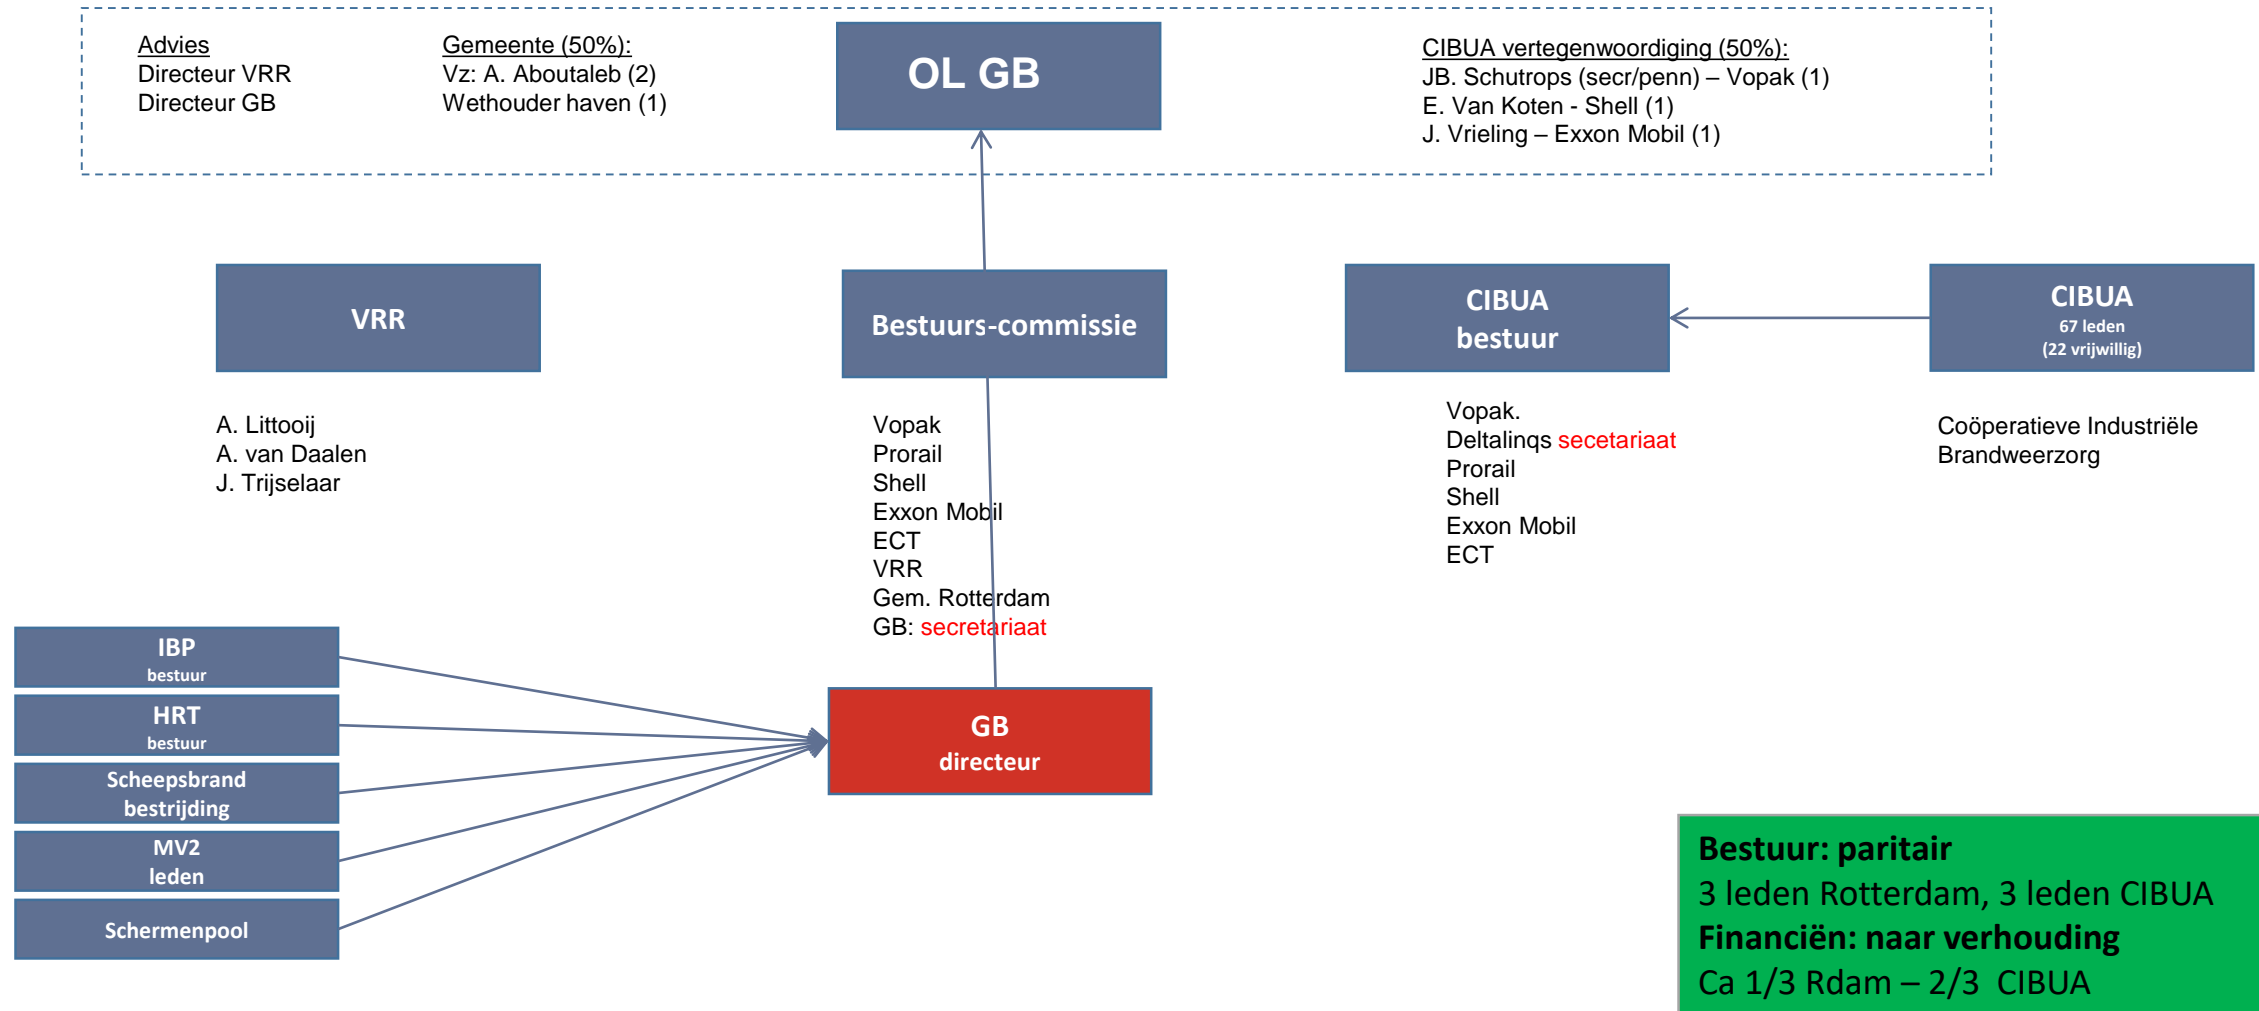 Advies
Directeur VRR
Directeur GB
Gemeente (50%):
Vz: A. Aboutaleb (2)
Wethouder haven (1)
OL GB
CIBUA vertegenwoordiging (50%):
JB. Schutrops (secr/penn) – Vopak (1)
E. Van Koten - Shell (1)
J. Vrieling – Exxon Mobil (1)
VRR
Bestuurs-commissie
CIBUA
bestuur
CIBUA
67 leden
(22 vrijwillig)
A. Littooij
A. van Daalen
J. Trijselaar
Vopak
Prorail
Shell
Exxon Mobil
ECT
VRR
Gem. Rotterdam
GB: secretariaat
Vopak.
Deltalinqs secetariaat
Prorail
Shell
Exxon Mobil
ECT
Coöperatieve Industriële
Brandweerzorg
IBP
bestuur
HRT
bestuur
Scheepsbrand
bestrijding
MV2
leden
Schermenpool
GB
directeur
Bestuur: paritair
3 leden Rotterdam, 3 leden CIBUA
Financiën: naar verhouding
Ca 1/3 Rdam – 2/3  CIBUA